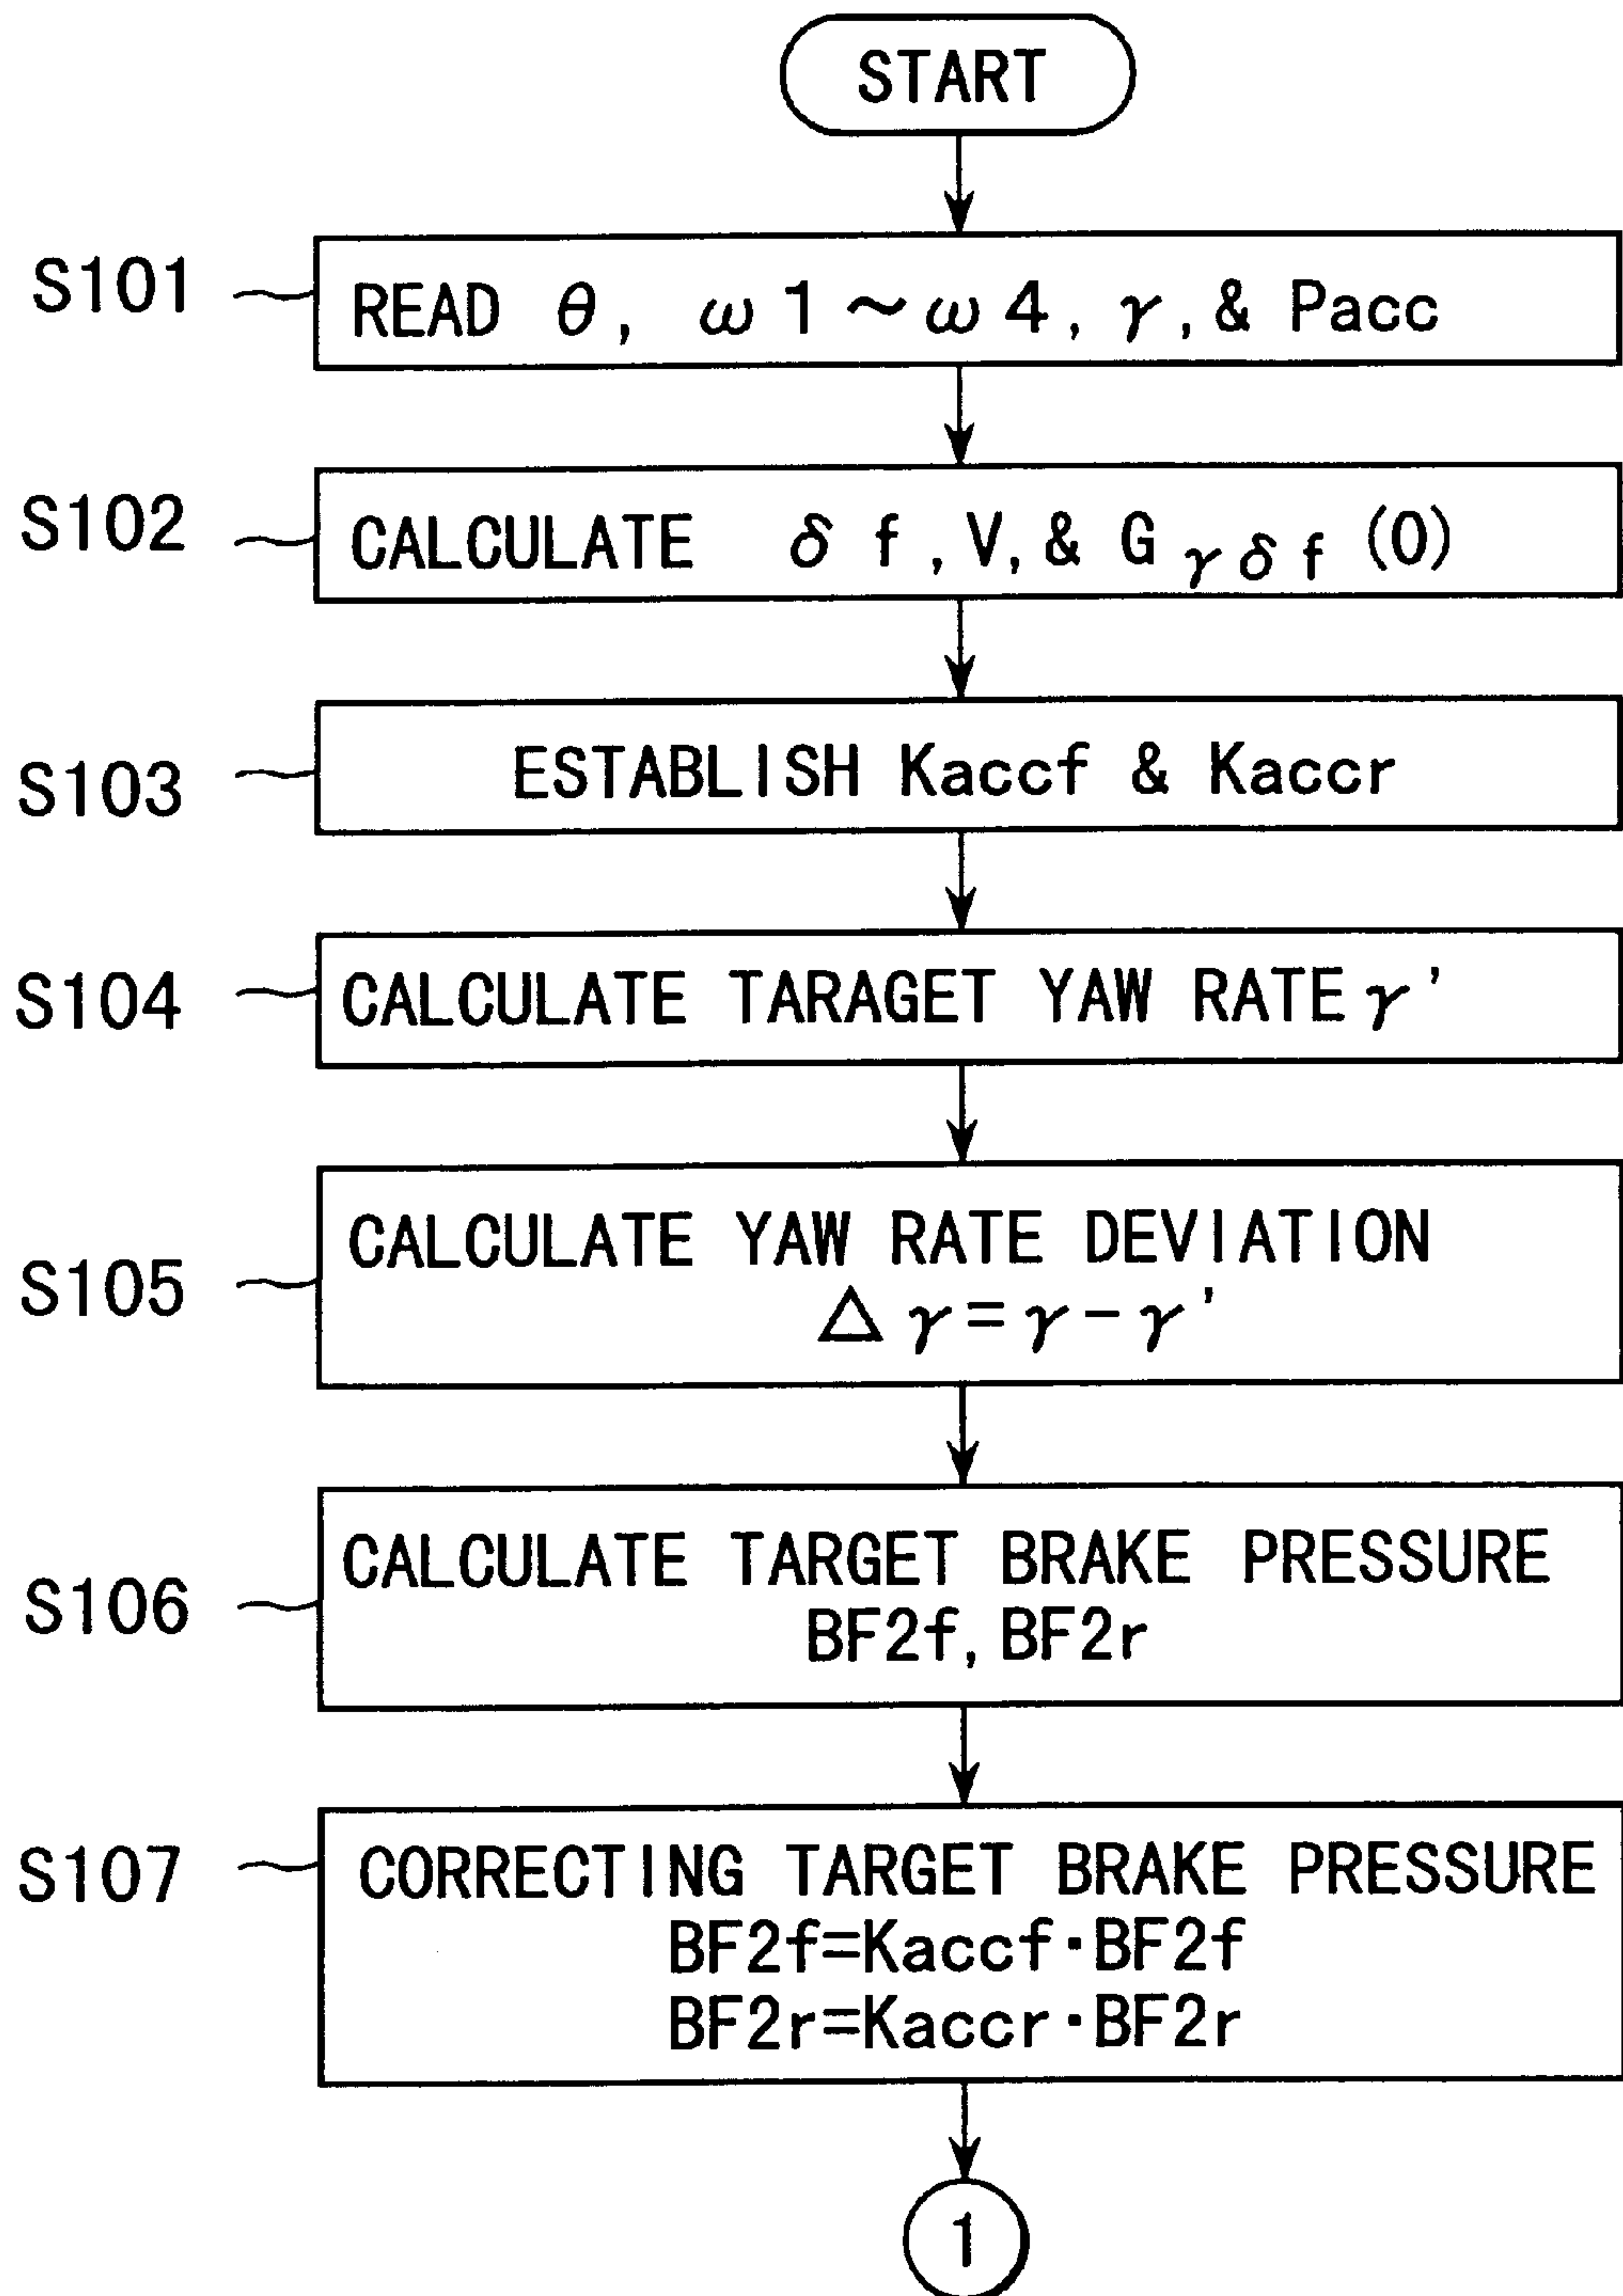 START
S101
READ θ, ω1～ω4, γ, & Pacc
S102
CALCULATE δf, V, & Gγδf(0)
S103
ESTABLISH Kaccf & Kaccr
S104
CALCULATE TARAGET YAW RATE γ'
S105
CALCULATE YAW RATE DEVIATION
△γ=γ-γ'
S106
CALCULATE TARGET BRAKE PRESSURE
BF2f, BF2r
S107
CORRECTING TARGET BRAKE PRESSURE
BF2f=Kaccf·BF2f
BF2r=Kaccr·BF2r
1